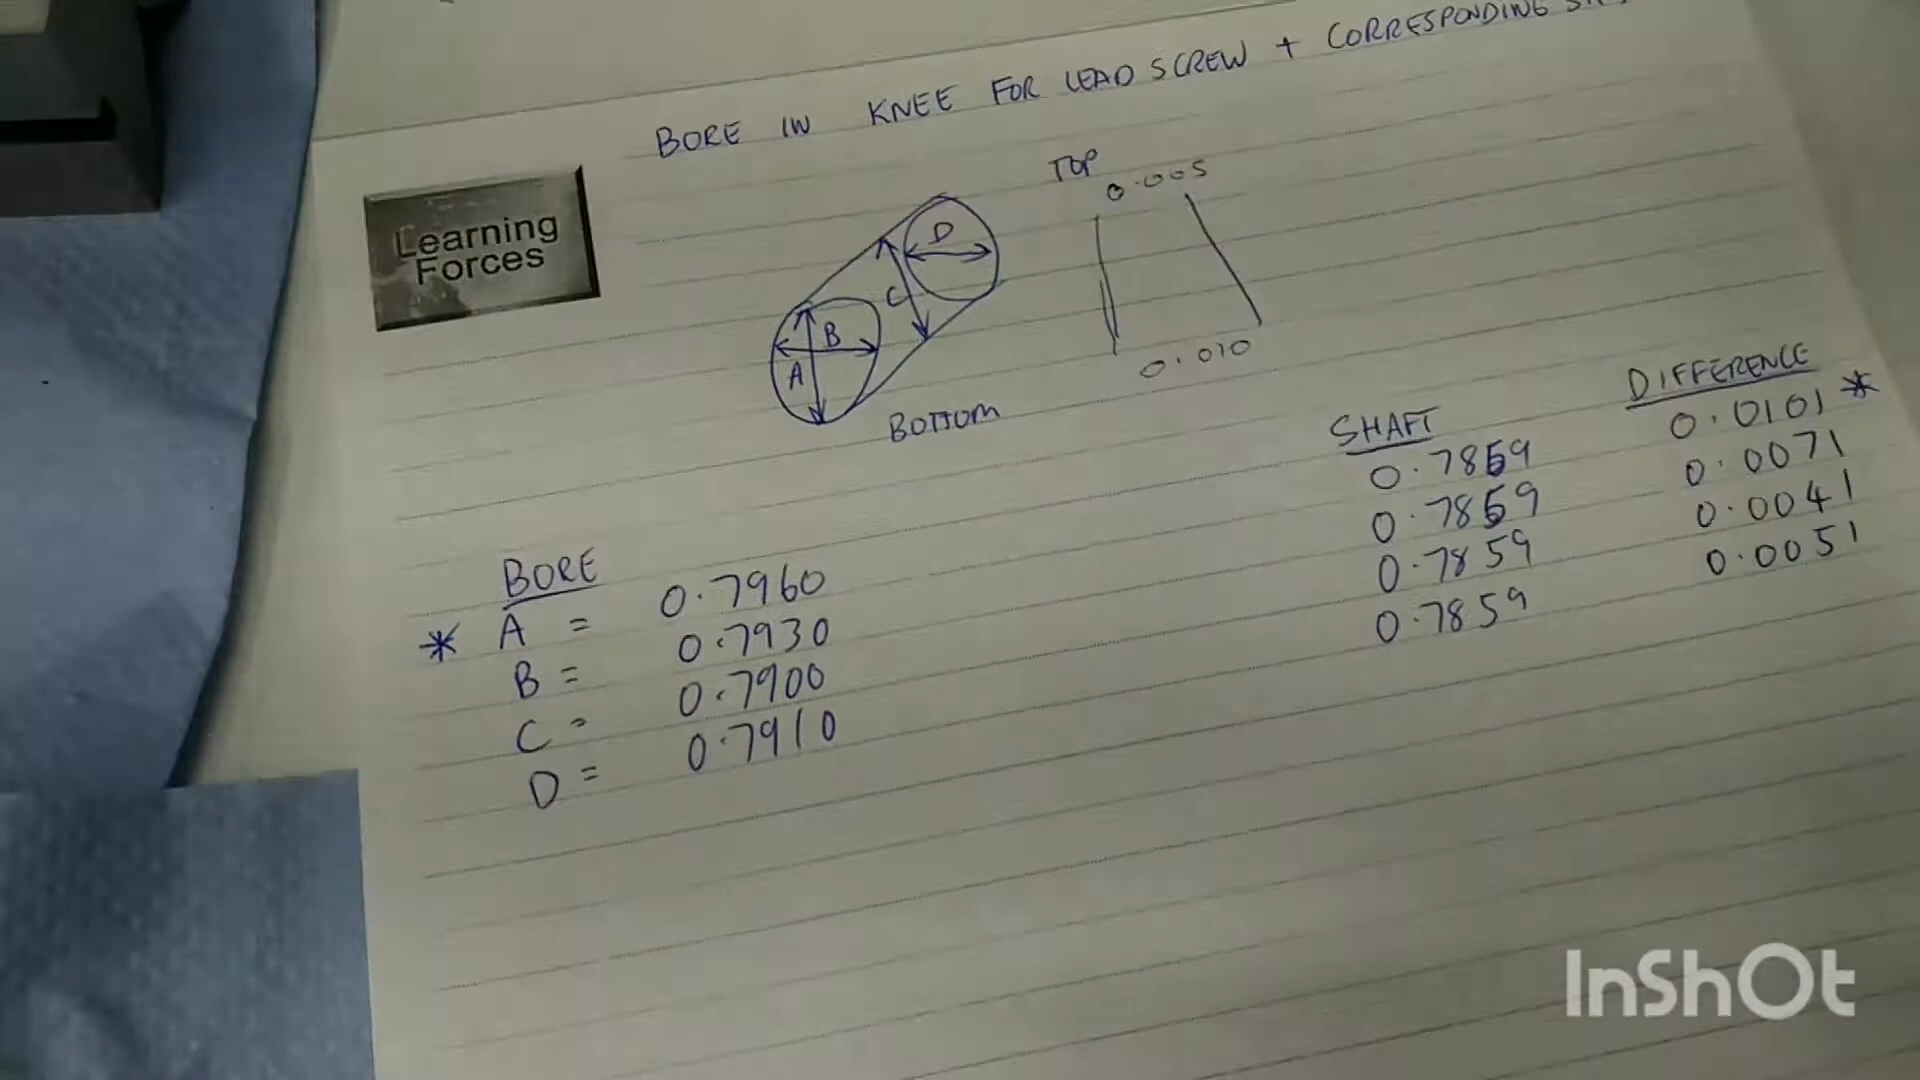 BORE IN KNEE FOR LEAD SCREW + CORRESPONDING
Learning
Forces
TOP
0.005
D
C
B
A
0.010
BOTTOM
BORE SHAFT DIFFERENCE
* A = 0.7960 0.7859 0.0101 *
B = 0.7930 0.7859 0.0071
C = 0.7900 0.7859 0.0041
D = 0.7910 0.7859 0.0051
InShOt